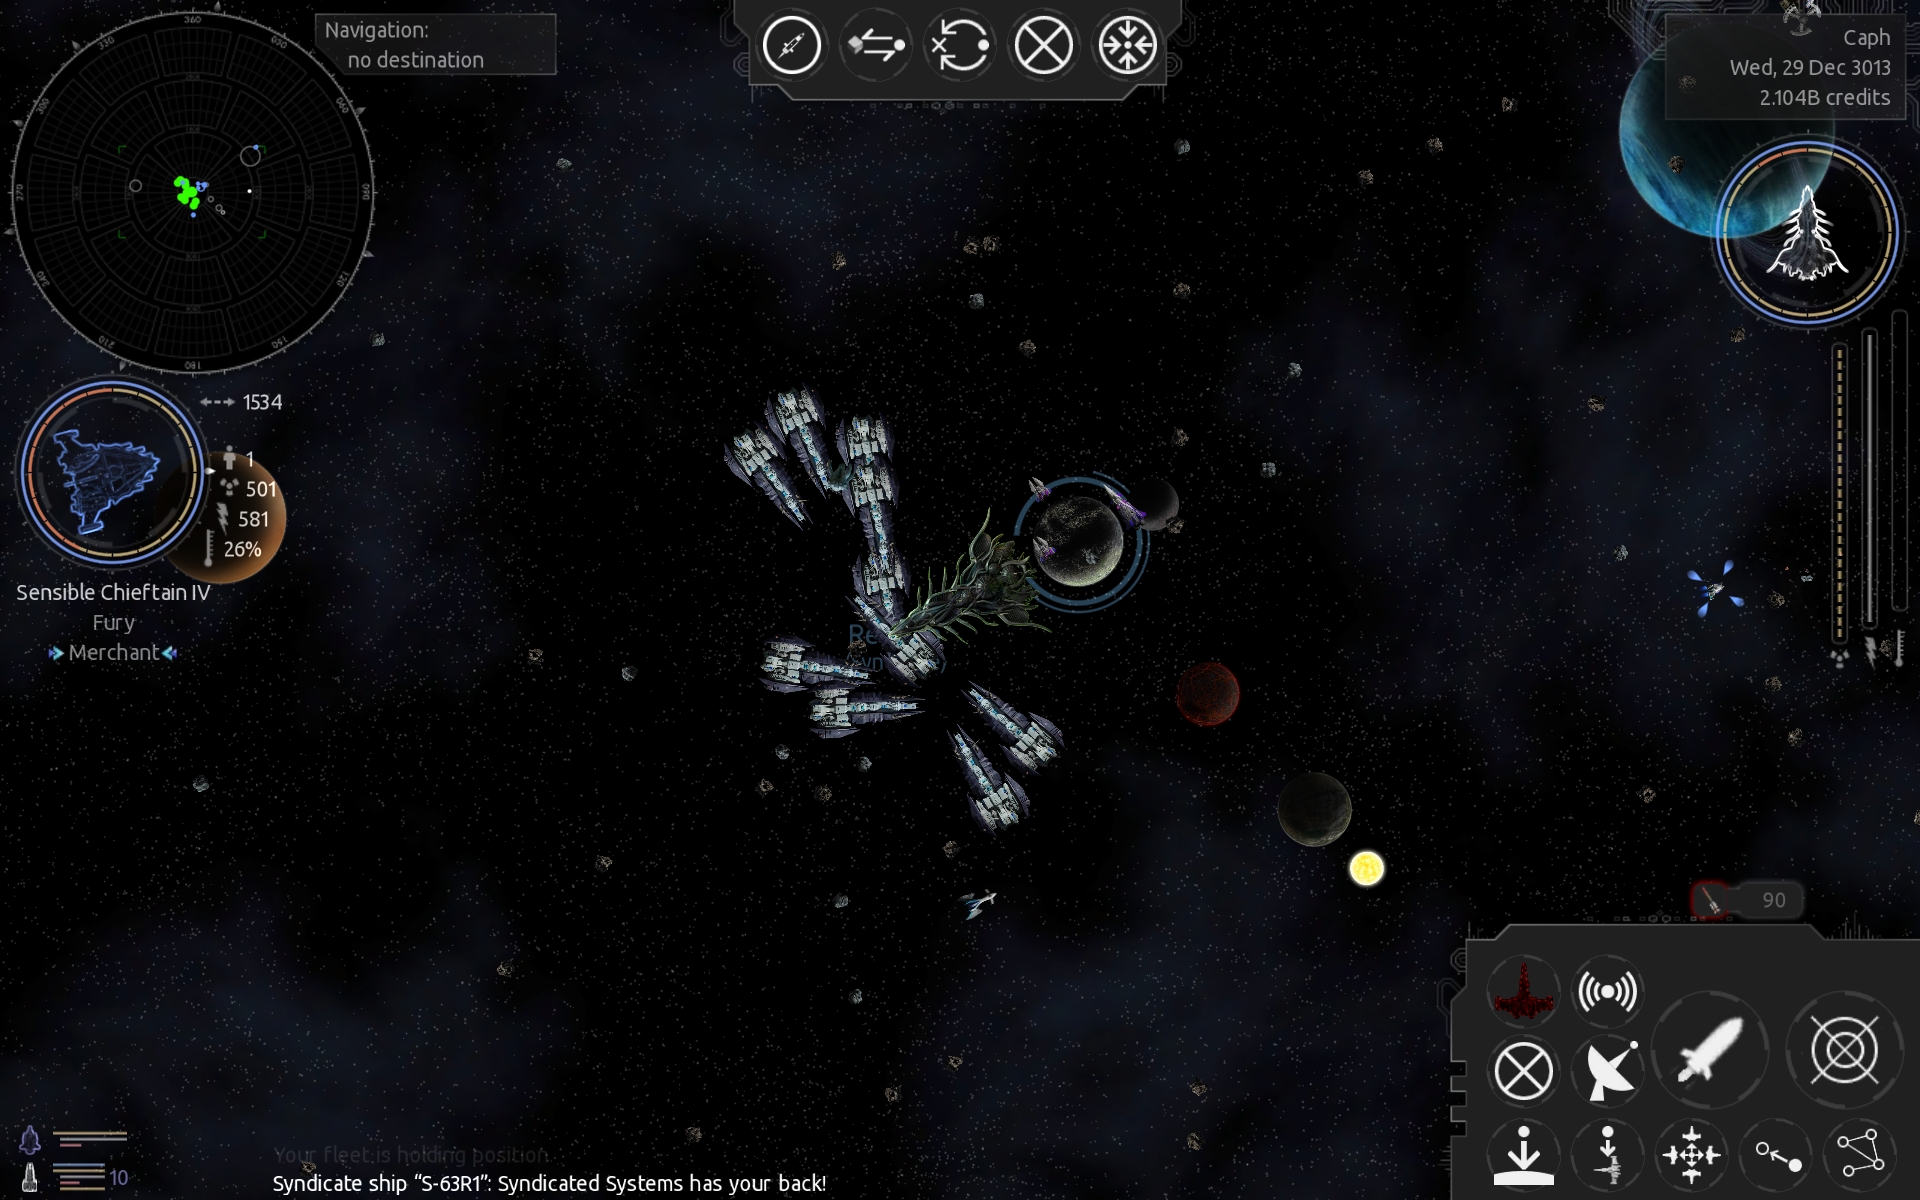 Navigation:
no destination
Caph
Wed, 29 Dec 3013
2.104B credits
1534
1
501
581
26%
Sensible Chieftain IV
Fury
Merchant
90
10
Your fleet is holding position.
Syndicate ship “S-63R1”: Syndicated Systems has your back!